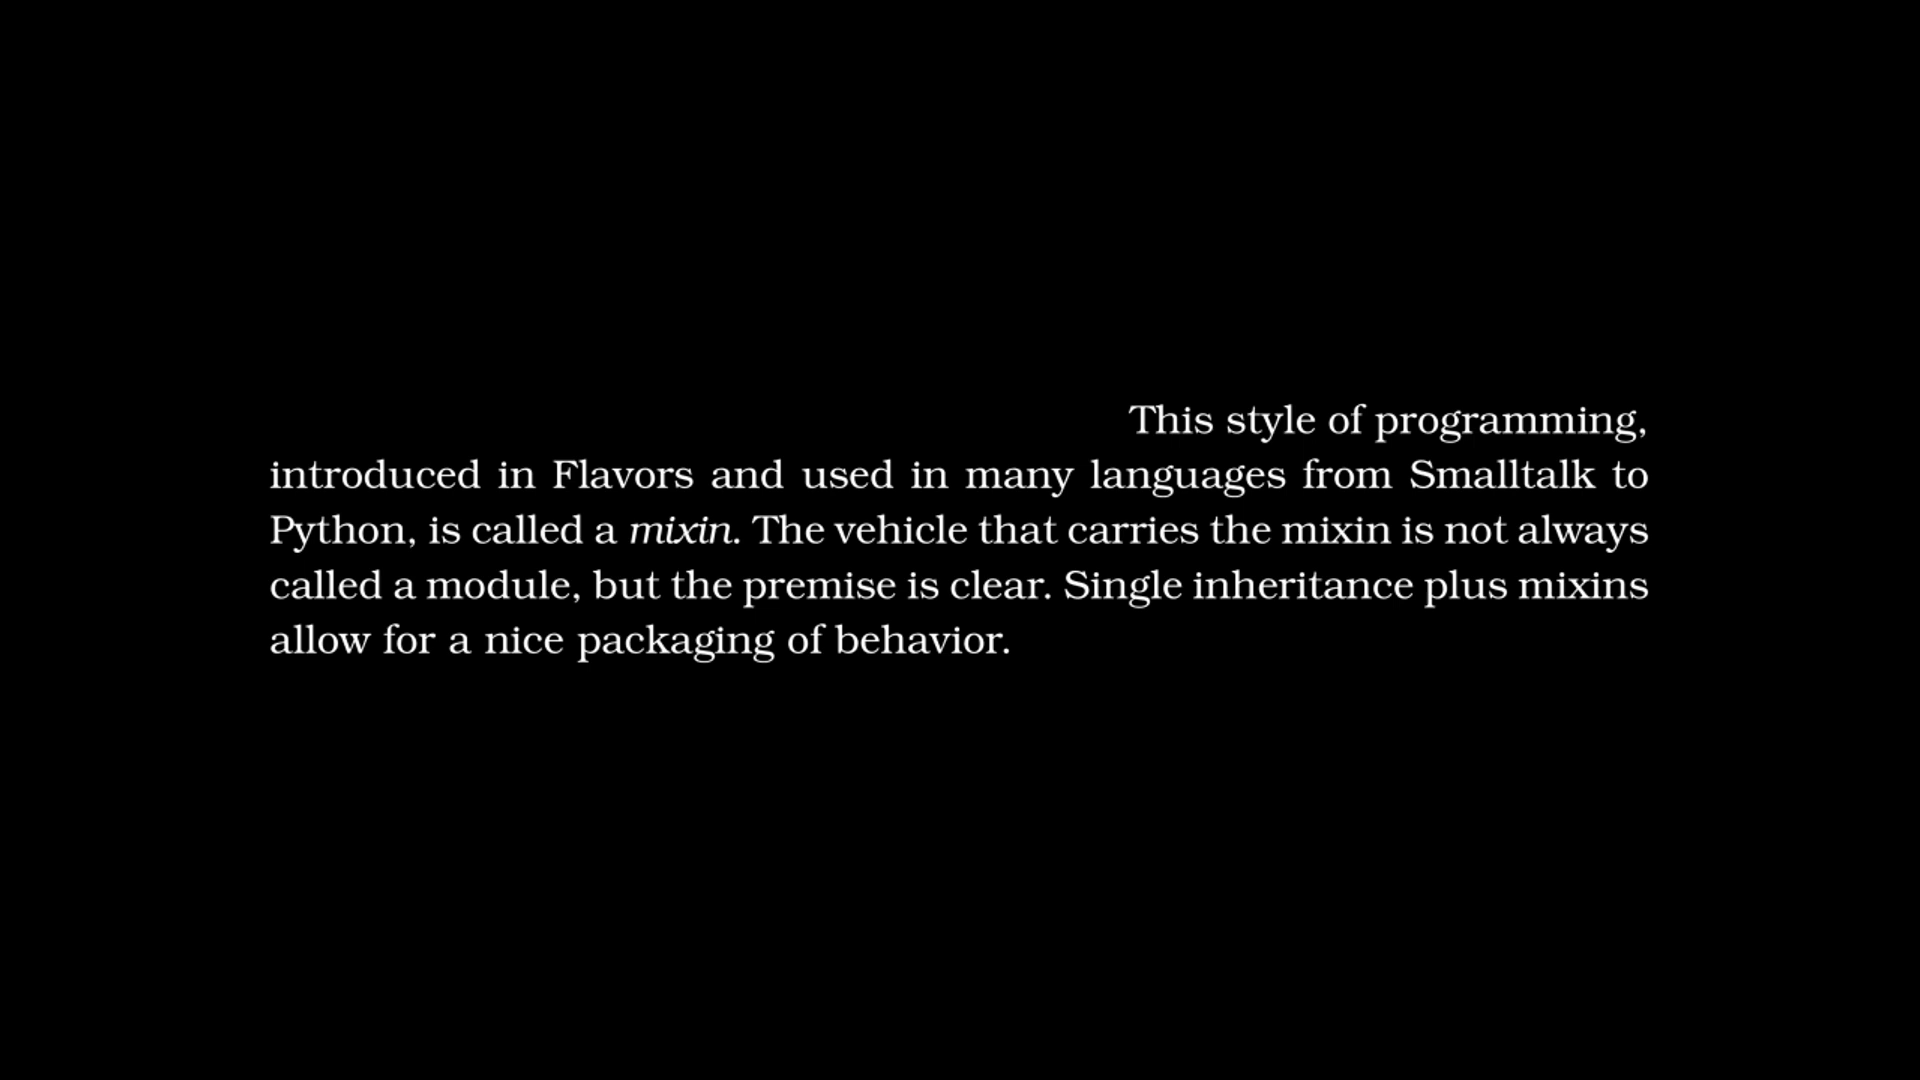 This style of programming,
introduced in Flavors and used in many languages from Smalltalk to
Python, is called a mixin. The vehicle that carries the mixin is not always
called a module, but the premise is clear. Single inheritance plus mixins
allow for a nice packaging of behavior.